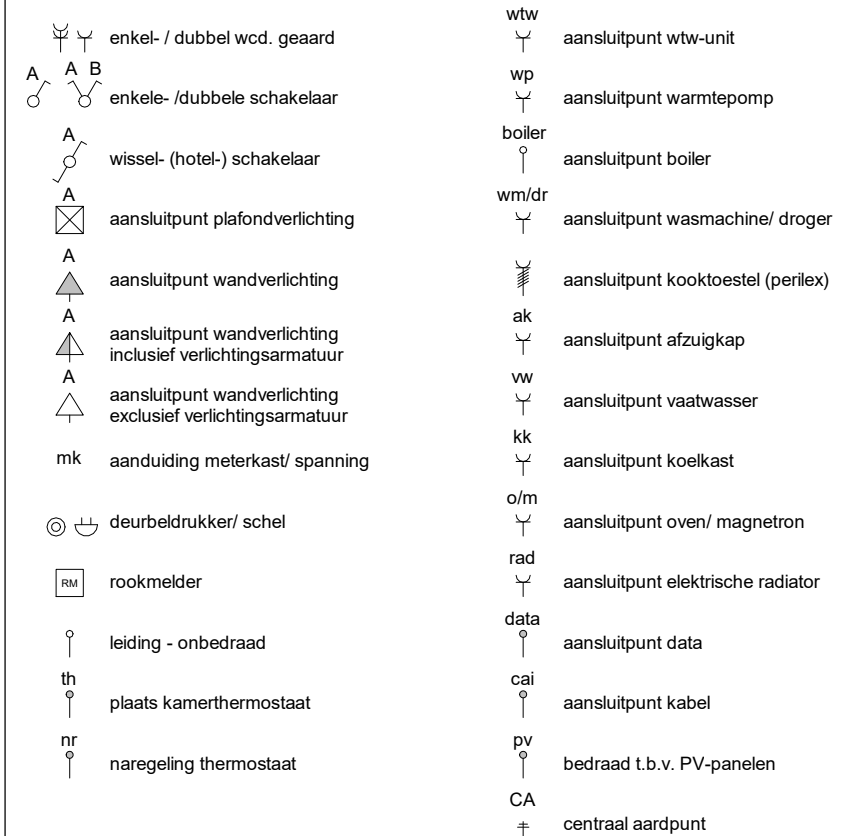 enkel- / dubbel wcd. geaard
A A B
enkele- /dubbele schakelaar
A
wissel- (hotel-) schakelaar
A
aansluitpunt plafondverlichting
A
aansluitpunt wandverlichting
A
aansluitpunt wandverlichting
inclusief verlichtingsarmatuur
A
aansluitpunt wandverlichting
exclusief verlichtingsarmatuur
mk aanduiding meterkast/ spanning
deurbeldrukker/ schel
RM rookmelder
leiding - onbedraad
th
plaats kamerthermostaat
nr
naregeling thermostaat
wtw
aansluitpunt wtw-unit
wp
aansluitpunt warmtepomp
boiler
aansluitpunt boiler
wm/dr
aansluitpunt wasmachine/ droger
aansluitpunt kooktoestel (perilex)
ak
aansluitpunt afzuigkap
vw
aansluitpunt vaatwasser
kk
aansluitpunt koelkast
o/m
aansluitpunt oven/ magnetron
rad
aansluitpunt elektrische radiator
data
aansluitpunt data
cai
aansluitpunt kabel
pv
bedraad t.b.v. PV-panelen
CA
centraal aardpunt